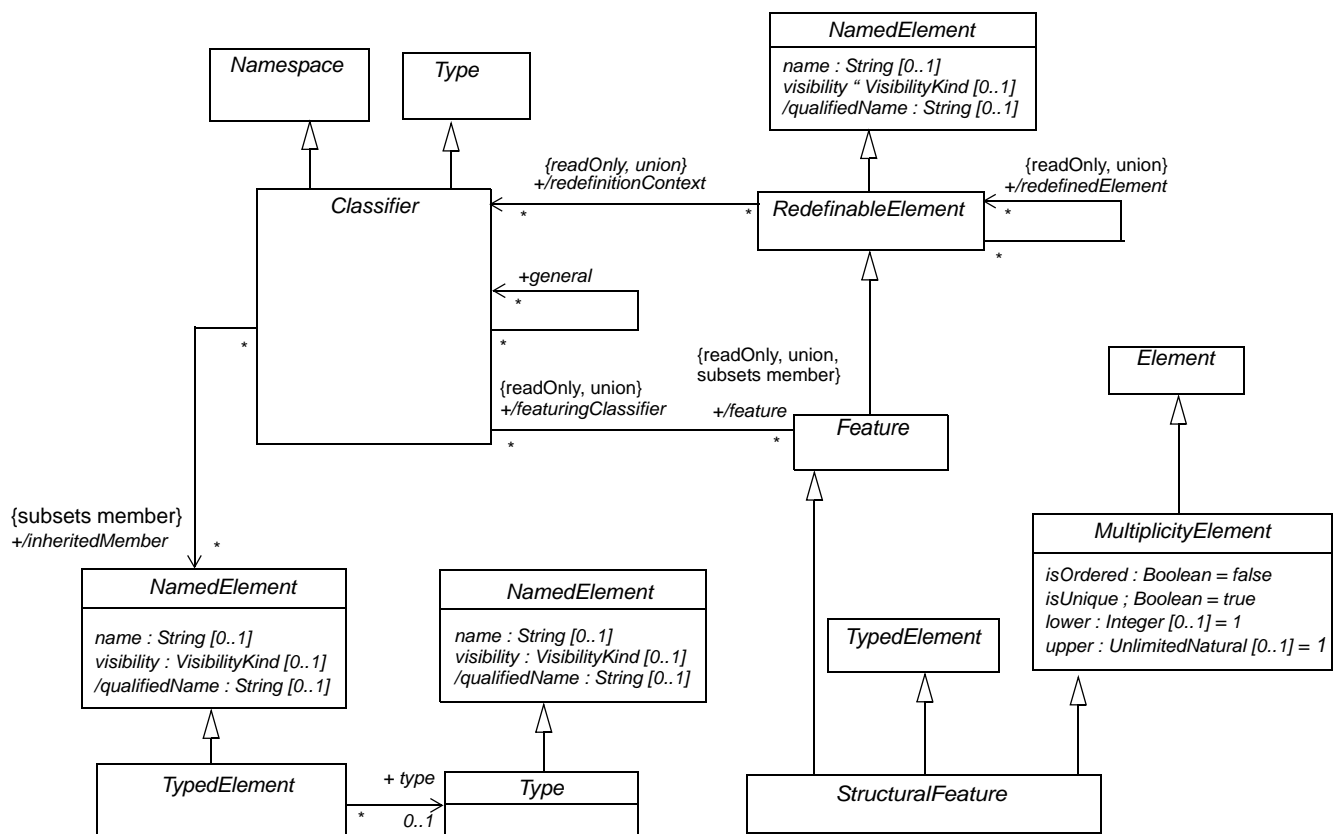 NamedElement
name : String [0..1]
visibility “ VisibilityKind [0..1]
/qualifiedName : String [0..1]
Namespace
Type
{readOnly, union}
+/redefinitionContext
*
*
{readOnly, union}
+/redefinedElement
*
*
Classifier
RedefinableElement
+general
*
*
*
{readOnly, union}
+/featuringClassifier
*
{readOnly, union,
subsets member}
+/feature
*
Feature
Element
{subsets member}
+/inheritedMember
*
MultiplicityElement
isOrdered : Boolean = false
isUnique ; Boolean = true
lower : Integer [0..1] = 1
upper : UnlimitedNatural [0..1] = 1
NamedElement
name : String [0..1]
visibility : VisibilityKind [0..1]
/qualifiedName : String [0..1]
NamedElement
name : String [0..1]
visibility : VisibilityKind [0..1]
/qualifiedName : String [0..1]
TypedElement
TypedElement
+ type
*
0..1
Type
StructuralFeature